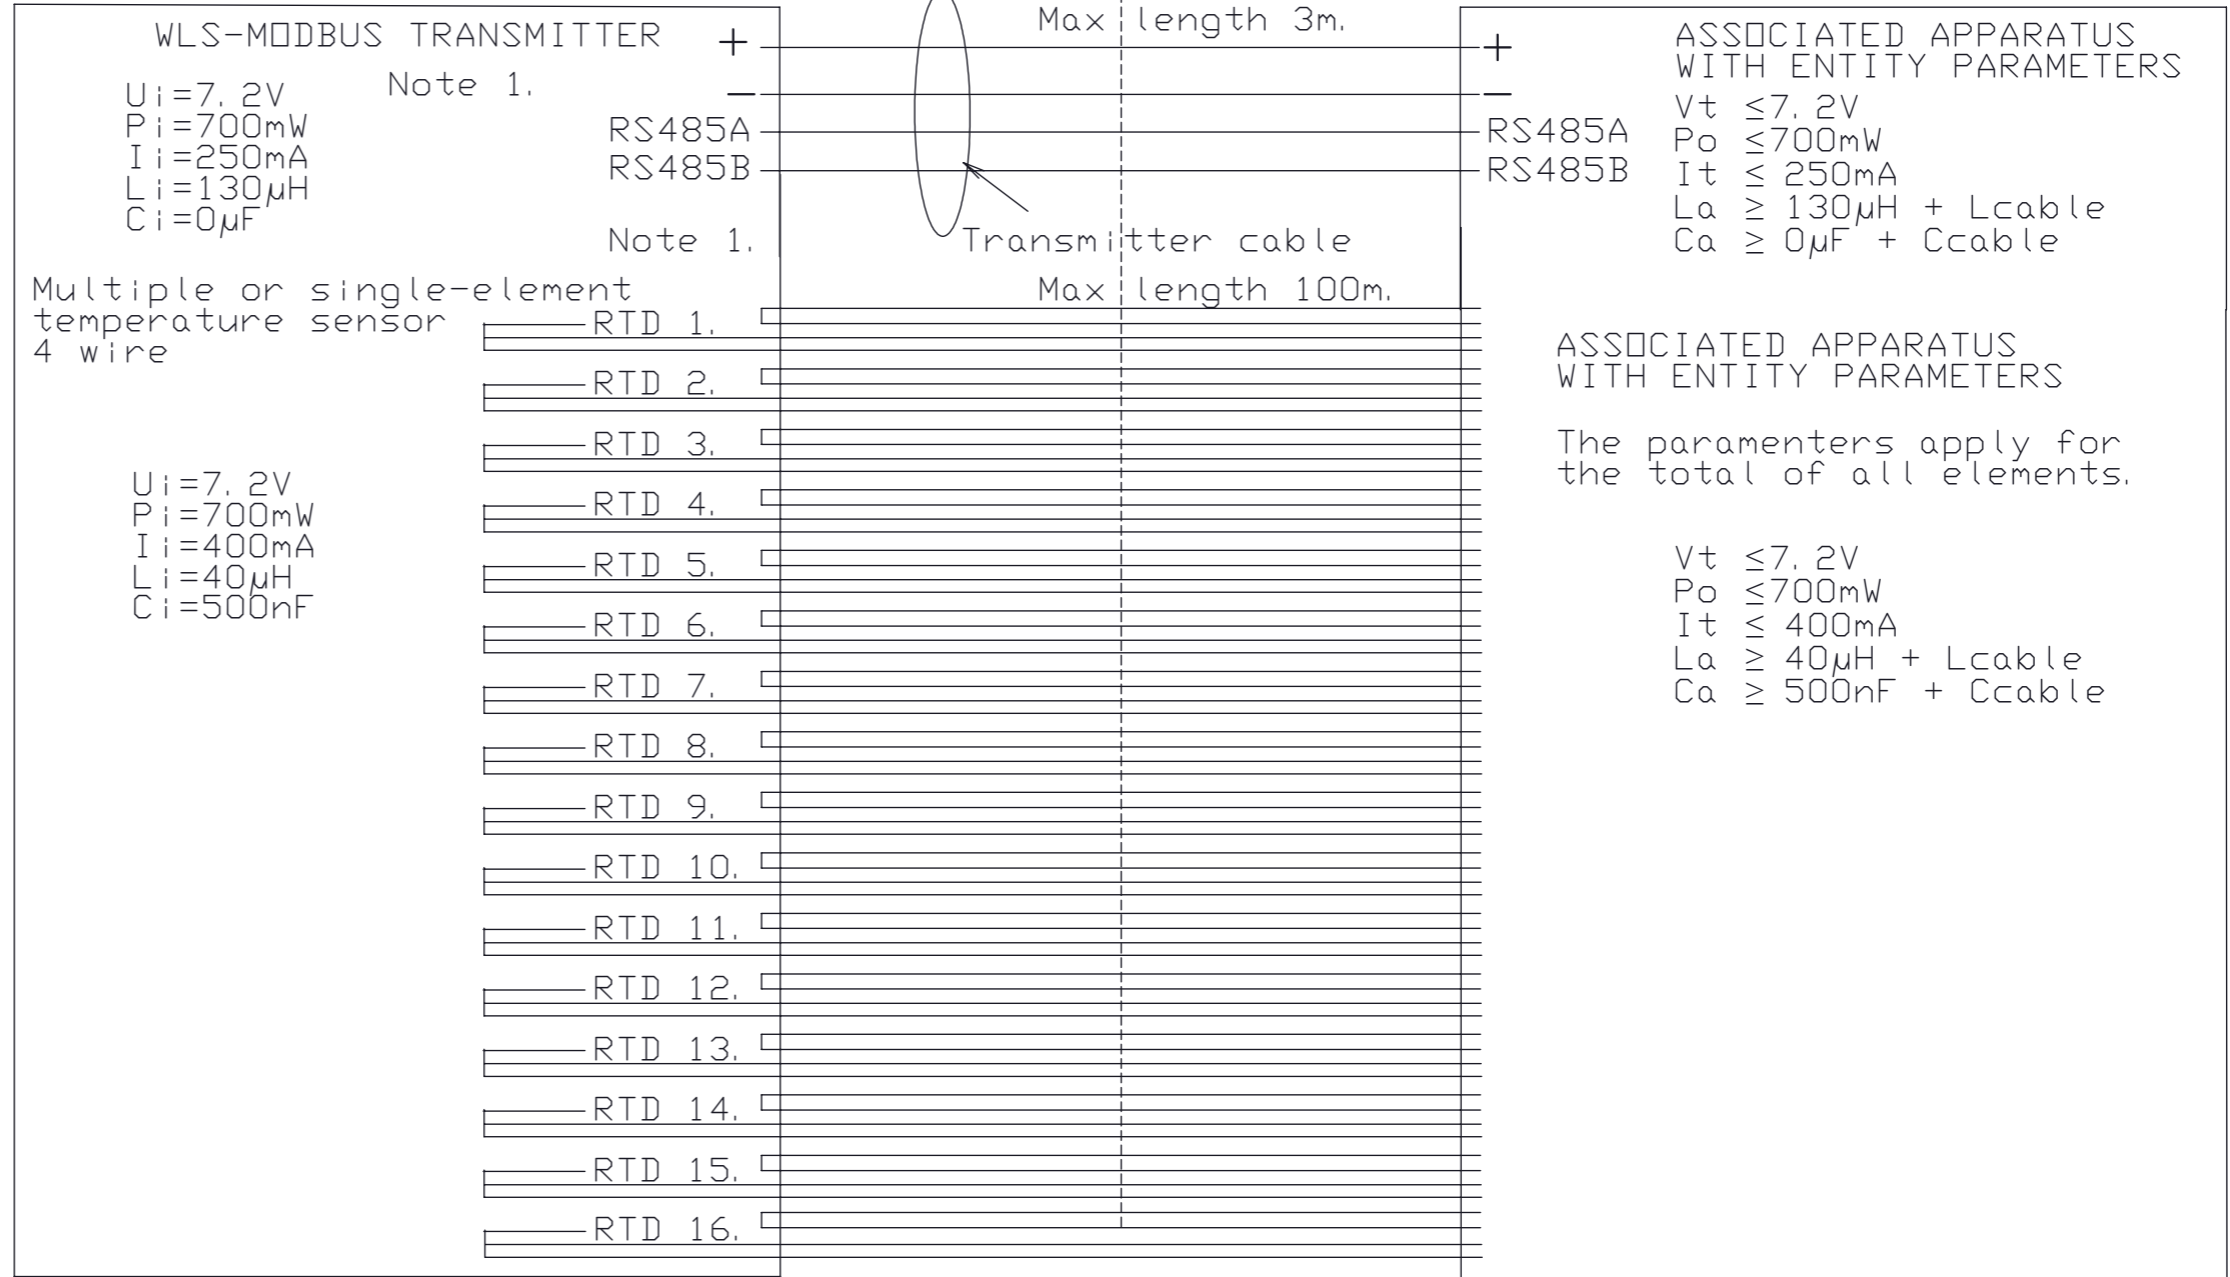 WLS-MODBUS TRANSMITTER
Note 1.
Ui=7.2V
Pi=700mW
Ii=250mA
Li=130µH
Ci=0µF
+
−
RS485A
RS485B
Note 1.
Max length 3m.
Transmitter cable
Max length 100m.
+
−
RS485A
RS485B
ASSOCIATED APPARATUS
WITH ENTITY PARAMETERS
Vt ≤7.2V
Po ≤700mW
It ≤ 250mA
La ≥ 130µH + Lcable
Ca ≥ 0µF + Ccable
Multiple or single-element
temperature sensor
4 wire
Ui=7.2V
Pi=700mW
Ii=400mA
Li=40µH
Ci=500nF
RTD 1.
RTD 2.
RTD 3.
RTD 4.
RTD 5.
RTD 6.
RTD 7.
RTD 8.
RTD 9.
RTD 10.
RTD 11.
RTD 12.
RTD 13.
RTD 14.
RTD 15.
RTD 16.
ASSOCIATED APPARATUS
WITH ENTITY PARAMETERS
The paramenters apply for
the total of all elements.
Vt ≤7.2V
Po ≤700mW
It ≤ 400mA
La ≥ 40µH + Lcable
Ca ≥ 500nF + Ccable